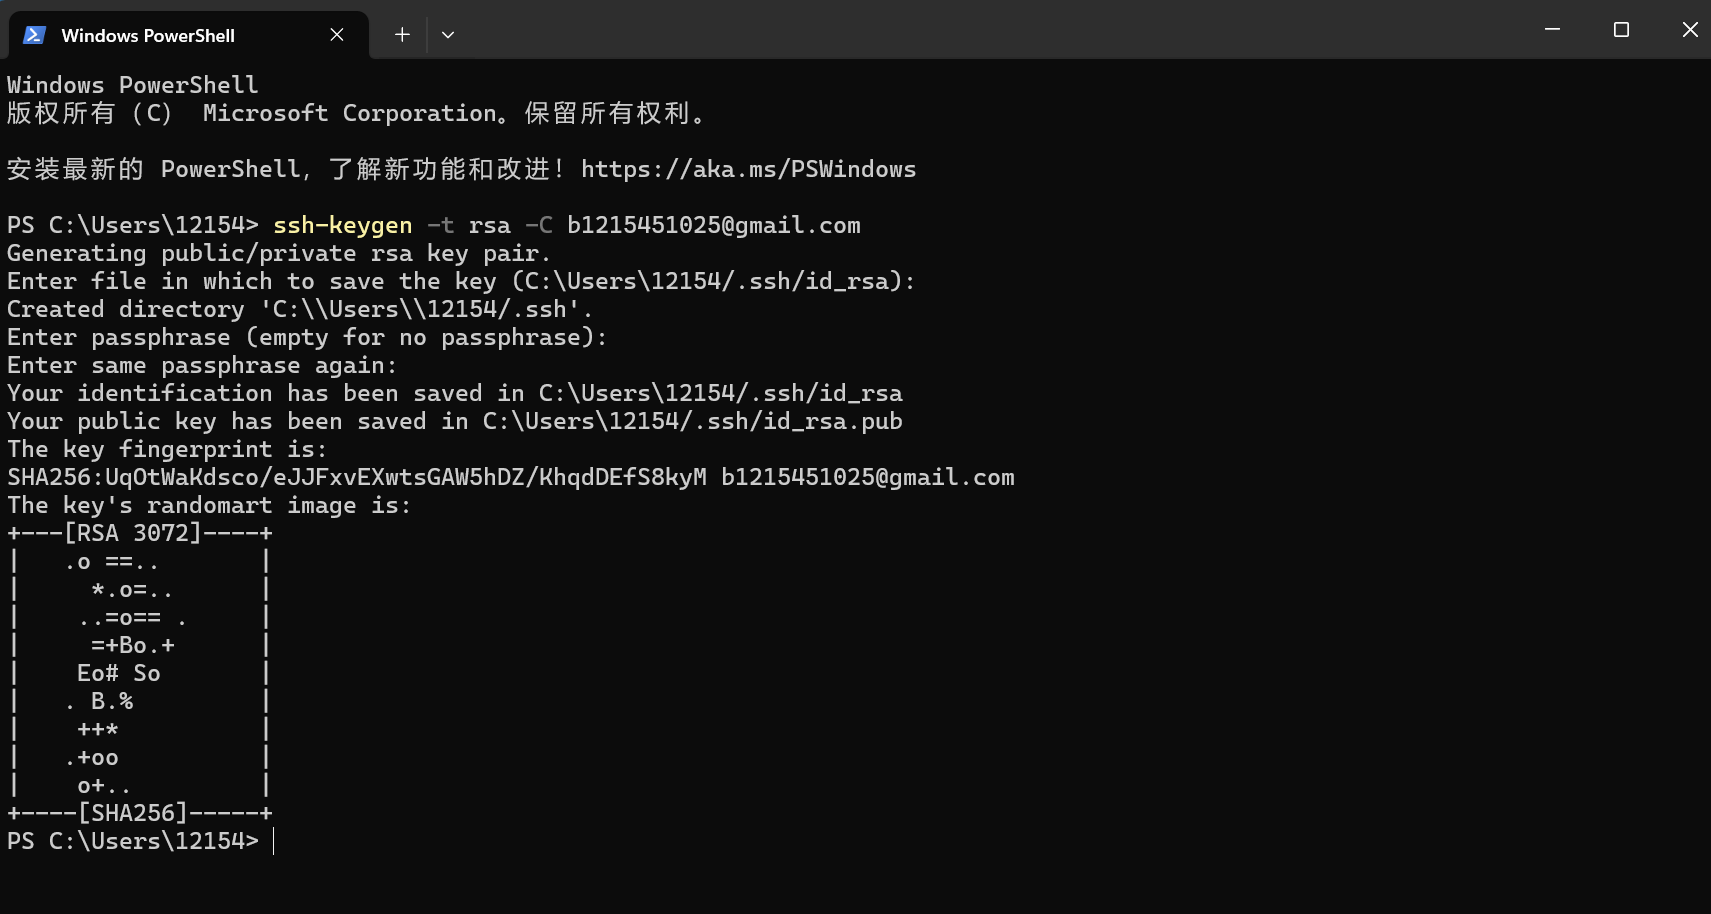 Windows PowerShell
Windows PowerShell
版权所有 (C)  Microsoft Corporation。保留所有权利。
安装最新的 PowerShell，了解新功能和改进！https://aka.ms/PSWindows
PS C:\Users\12154> ssh-keygen -t rsa -C b1215451025@gmail.com
Generating public/private rsa key pair.
Enter file in which to save the key (C:\Users\12154/.ssh/id_rsa):
Created directory 'C:\\Users\\12154/.ssh'.
Enter passphrase (empty for no passphrase):
Enter same passphrase again:
Your identification has been saved in C:\Users\12154/.ssh/id_rsa
Your public key has been saved in C:\Users\12154/.ssh/id_rsa.pub
The key fingerprint is:
SHA256:UqOtWaKdsco/eJJFxvEXwtsGAW5hDZ/KhqdDEfS8kyM b1215451025@gmail.com
The key's randomart image is:
+---[RSA 3072]----+
|   .o ==..       |
|     *.o=..      |
|    ..=o== .     |
|     =+Bo.+      |
|    Eo# So       |
|   . B.%         |
|    ++*          |
|   .+oo          |
|    o+..         |
+----[SHA256]-----+
PS C:\Users\12154>